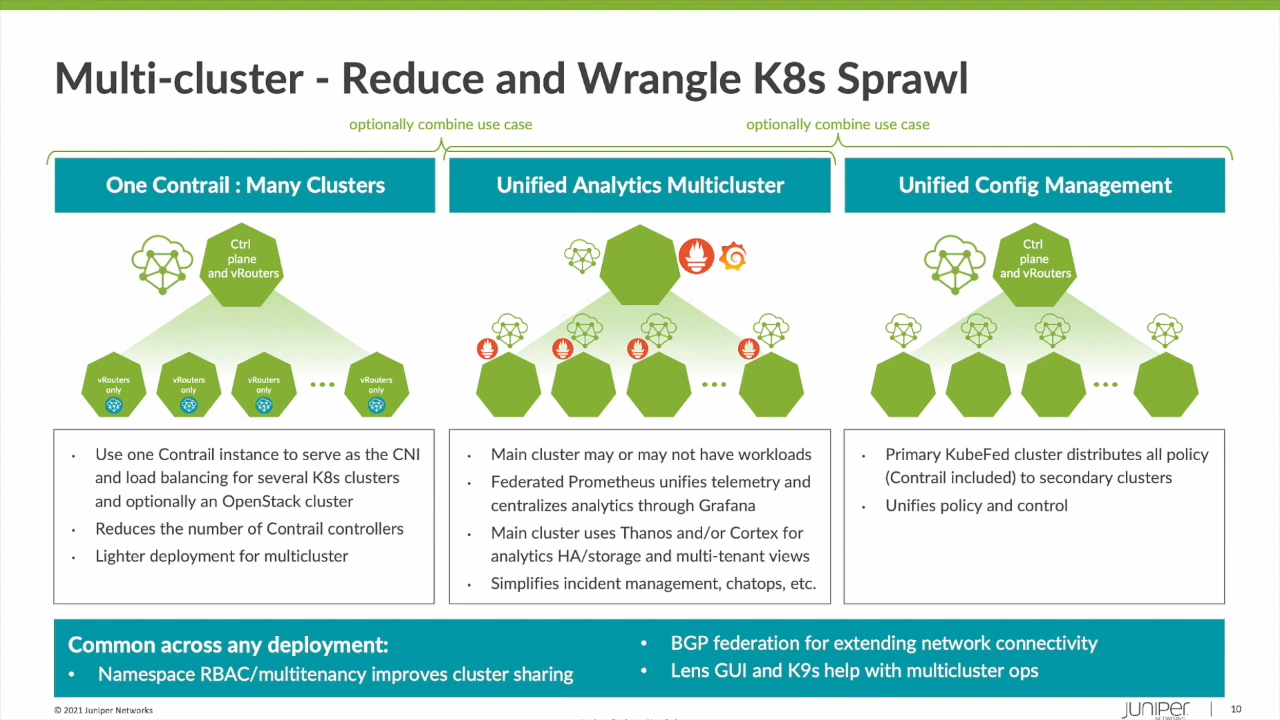 Multi-cluster - Reduce and Wrangle K8s Sprawl
optionally combine use case
optionally combine use case
One Contrail : Many Clusters
Ctrl
plane
and vRouters
vRouters
only
vRouters
only
vRouters
only
vRouters
only
• Use one Contrail instance to serve as the CNI
and load balancing for several K8s clusters
and optionally an OpenStack cluster
• Reduces the number of Contrail controllers
• Lighter deployment for multicluster
Unified Analytics Multicluster
• Main cluster may or may not have workloads
• Federated Prometheus unifies telemetry and
centralizes analytics through Grafana
• Main cluster uses Thanos and/or Cortex for
analytics HA/storage and multi-tenant views
• Simplifies incident management, chatops, etc.
Unified Config Management
Ctrl
plane
and vRouters
• Primary KubeFed cluster distributes all policy
(Contrail included) to secondary clusters
• Unifies policy and control
Common across any deployment:
• Namespace RBAC/multitenancy improves cluster sharing
• BGP federation for extending network connectivity
• Lens GUI and K9s help with multicluster ops
© 2021 Juniper Networks
JUNIPER
10